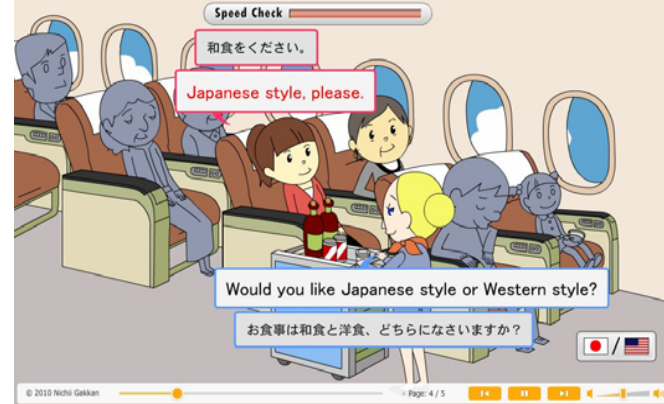 Speed Check
和食をください。
Japanese style, please.
Would you like Japanese style or Western style?
お食事は和食と洋食、どちらになさいますか？
/
© 2010 Nichii Gakkan
Page: 4 / 5